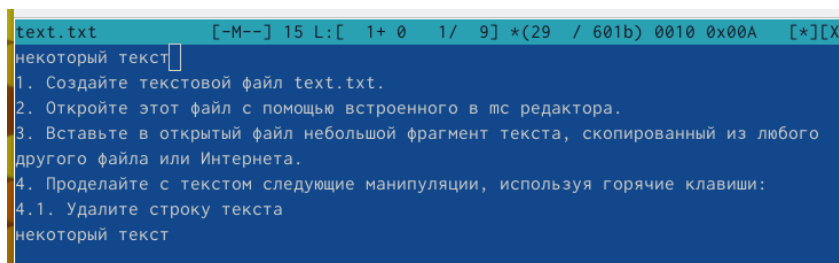 text.txt [-M--] 15 L:[ 1+ 0 1/ 9] *(29 / 601b) 0010 0x00A [*][X
некоторый текст
1. Создайте текстовой файл text.txt.
2. Откройте этот файл с помощью встроенного в mc редактора.
3. Вставьте в открытый файл небольшой фрагмент текста, скопированный из любого
другого файла или Интернета.
4. Проделайте с текстом следующие манипуляции, используя горячие клавиши:
4.1. Удалите строку текста
некоторый текст